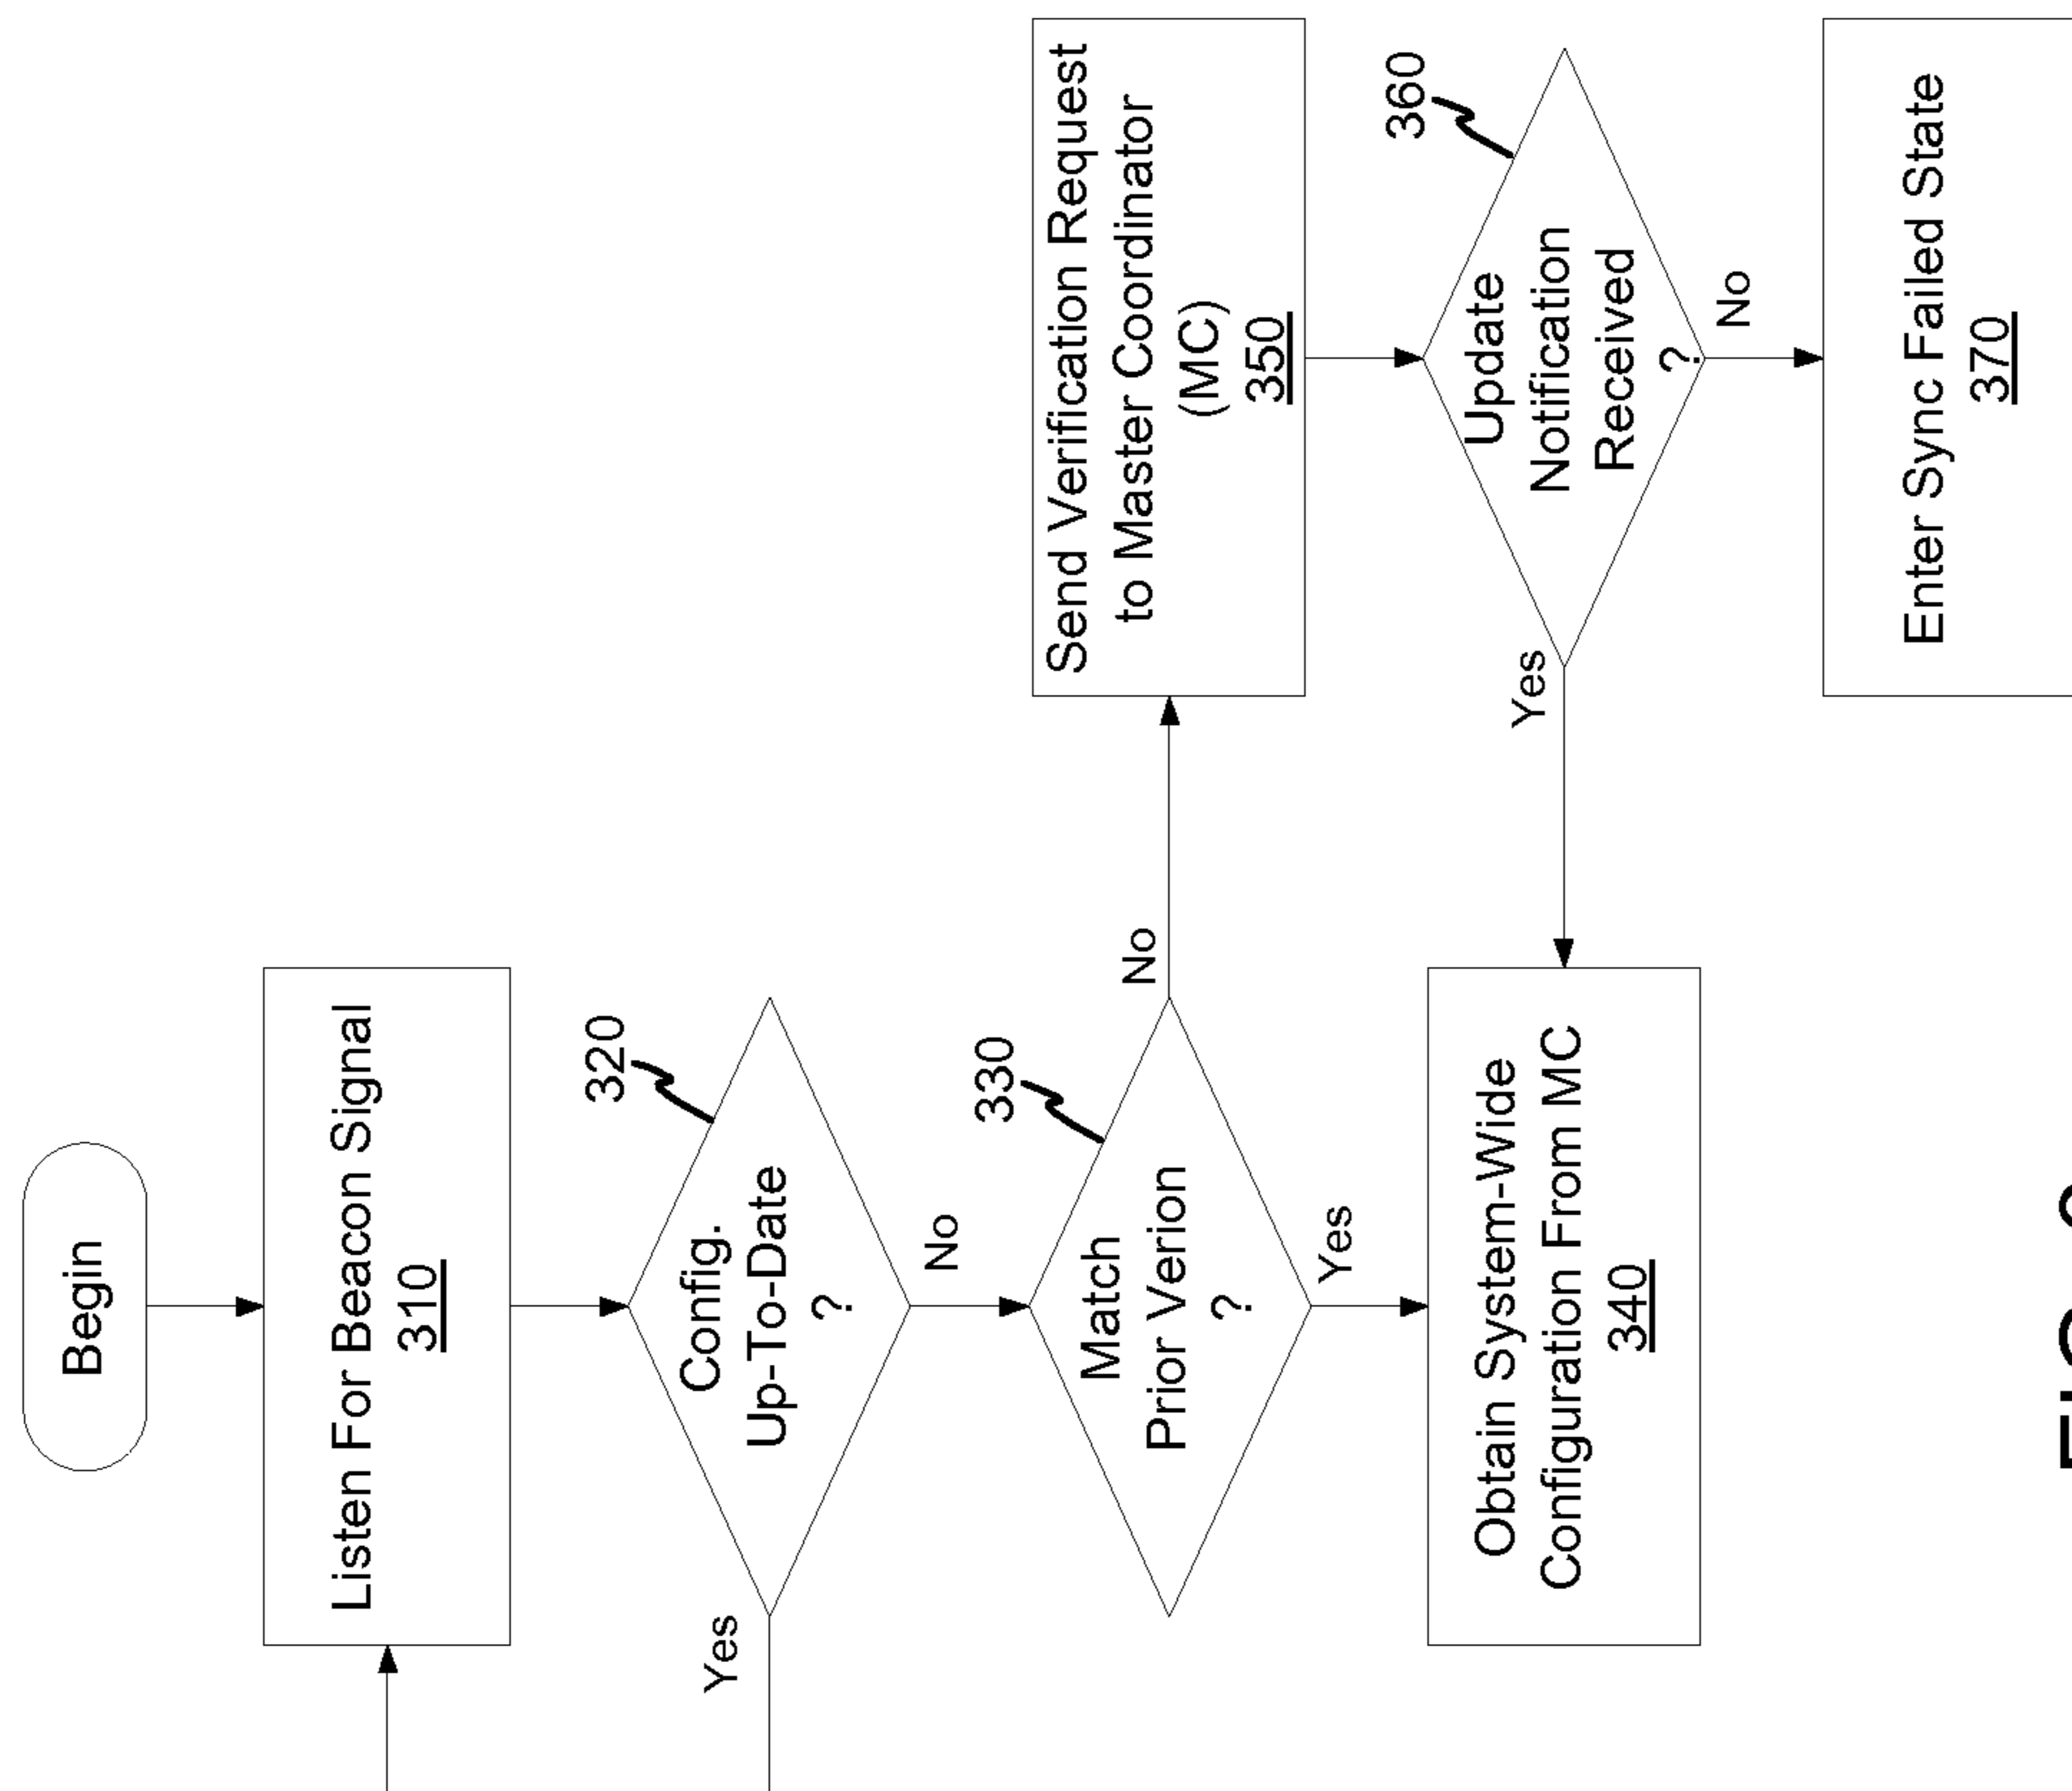 Begin
Listen For Beacon Signal
310
320
Config.
Up-To-Date
?
Yes
No
330
Match
Prior Verion
?
No
Yes
Obtain System-Wide
Configuration From MC
340
Send Verification Request
to Master Coordinator
(MC)
350
360
Update
Notification
Received
?
Yes
No
Enter Sync Failed State
370